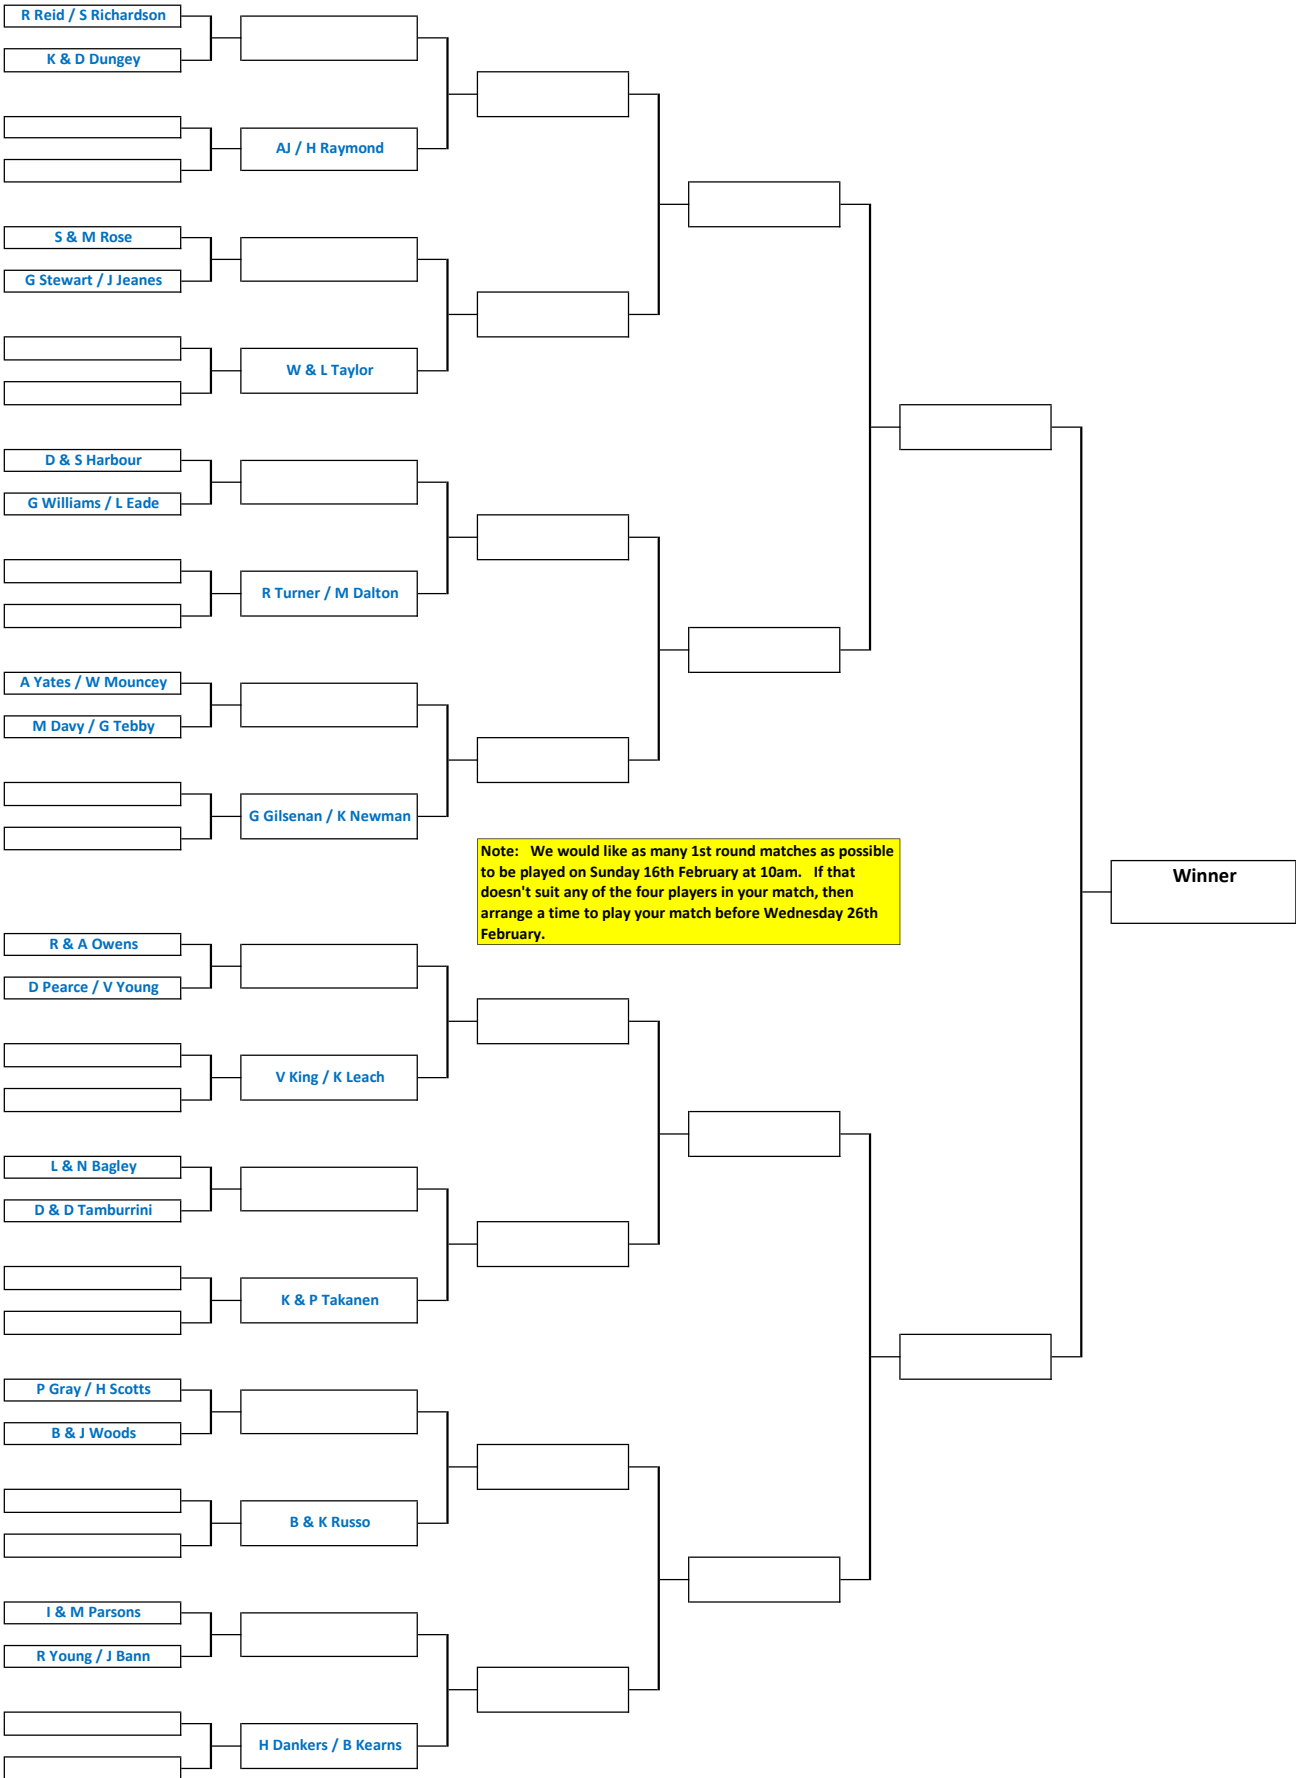 R Reid / S Richardson
K & D Dungey
AJ / H Raymond
S & M Rose
G Stewart / J Jeanes
W & L Taylor
D & S Harbour
G Williams / L Eade
R Turner / M Dalton
A Yates / W Mouncey
M Davy / G Tebby
G Gilsenan / K Newman
Note:   We would like as many 1st round matches as possible
to be played on Sunday 16th February at 10am.   If that
doesn't suit any of the four players in your match, then
arrange a time to play your match before Wednesday 26th
February.
Winner
R & A Owens
D Pearce / V Young
V King / K Leach
L & N Bagley
D & D Tamburrini
K & P Takanen
P Gray / H Scotts
B & J Woods
B & K Russo
I & M Parsons
R Young / J Bann
H Dankers / B Kearns